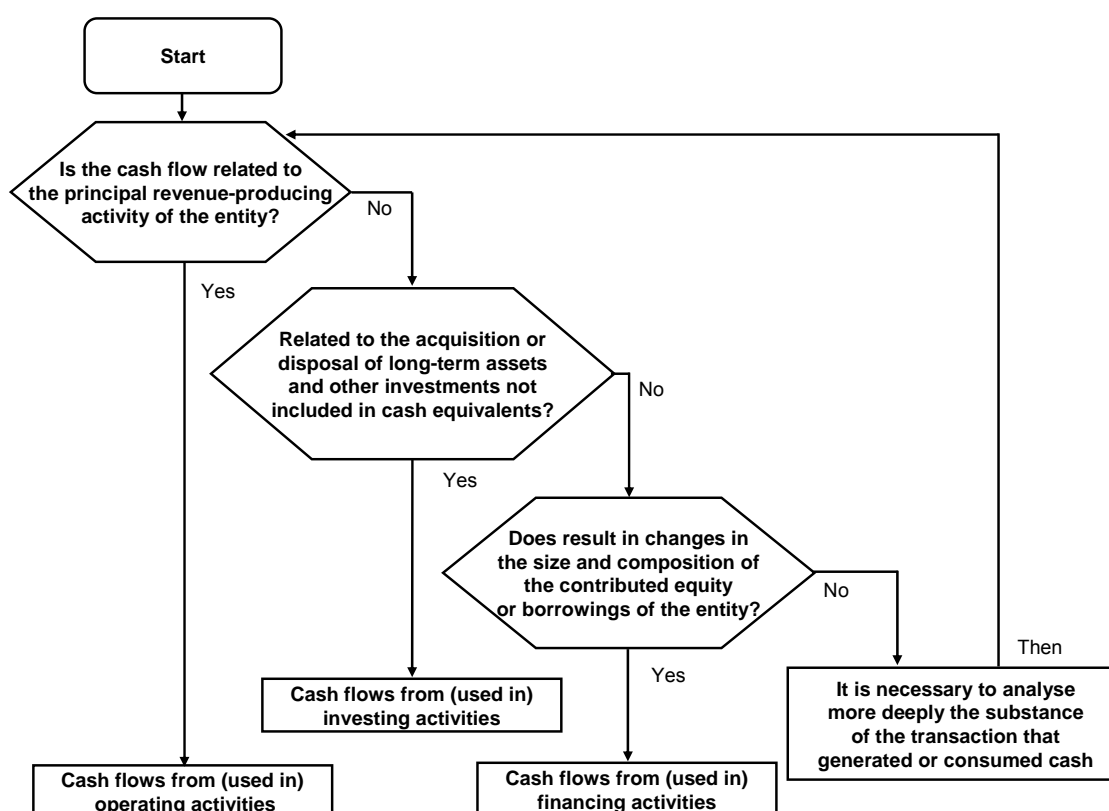 Start
Is the cash flow related to
the principal revenue-producing
activity of the entity?
No
Yes
Related to the acquisition or
disposal of long-term assets
and other investments not
included in cash equivalents?
No
Yes
Does result in changes in
the size and composition of
the contributed equity
or borrowings of the entity?
No
Yes
Then
It is necessary to analyse
more deeply the substance
of the transaction that
generated or consumed cash
Cash flows from (used in)
investing activities
Cash flows from (used in)
operating activities
Cash flows from (used in)
financing activities